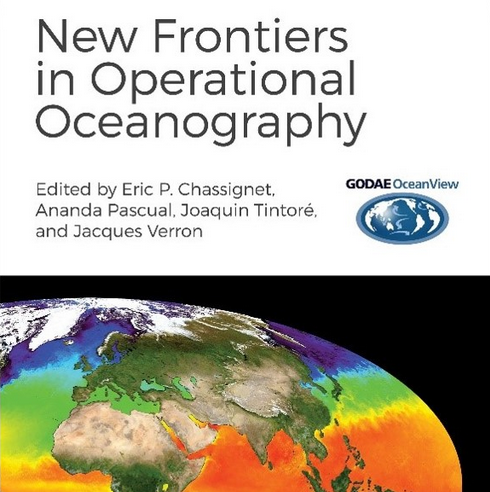 New Frontiers
in Operational
Oceanography
Edited by Eric P. Chassignet,
Ananda Pascual, Joaquin Tintoré,
and Jacques Verron
GODAE OceanView